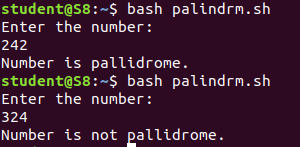 student@S8:~$ bash palindrm.sh
Enter the number:
242
Number is pallidrome.
student@S8:~$ bash palindrm.sh
Enter the number:
324
Number is not pallidrome.